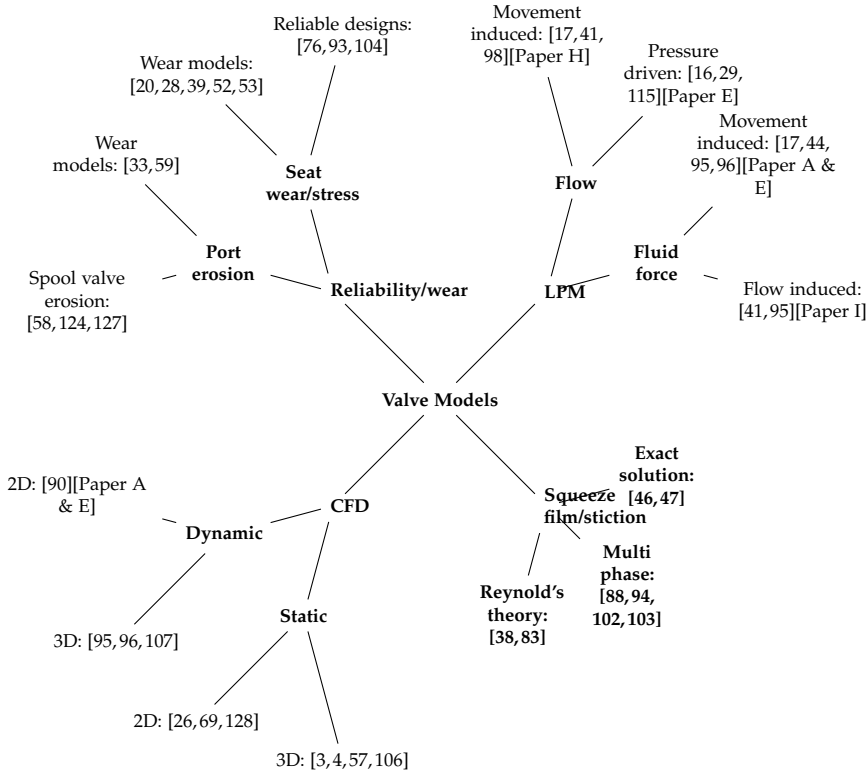 Reliable designs:
[76, 93, 104]
Wear models:
[20, 28, 39, 52, 53]
Wear
models: [33, 59]
Seat
wear/stress
Port
erosion
Spool valve
erosion:
[58, 124, 127]
Reliability/wear
Movement
induced: [17, 41,
98][Paper H]
Pressure
driven: [16, 29,
115][Paper E]
Movement
induced: [17, 44,
95, 96][Paper A &
E]
Flow
Fluid
force
LPM
Flow induced:
[41, 95][Paper I]
Valve Models
2D: [90][Paper A
& E]
Dynamic
CFD
3D: [95, 96, 107]
Static
2D: [26, 69, 128]
3D: [3, 4, 57, 106]
Exact
solution:
[46, 47]
Squeeze
film/stiction
Multi
phase:
[88, 94,
102, 103]
Reynold's
theory:
[38, 83]